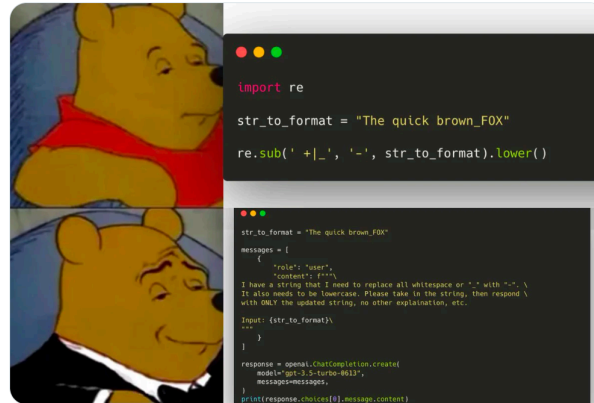 import re
str_to_format = "The quick brown_FOX"
re.sub(' +|_', '-', str_to_format).lower()
str_to_format = "The quick brown_FOX"
messages = [
{
"role": "user",
"content": f"""\
I have a string that I need to replace all whitespace or "_" with "-". \
It also needs to be lowercase. Please take in the string, then respond \
with ONLY the updated string, no other explaination, etc.
Input: {str_to_format}\
"""
}
]
response = openai.ChatCompletion.create(
model="gpt-3.5-turbo-0613",
messages=messages,
)
print(response.choices[0].message.content)